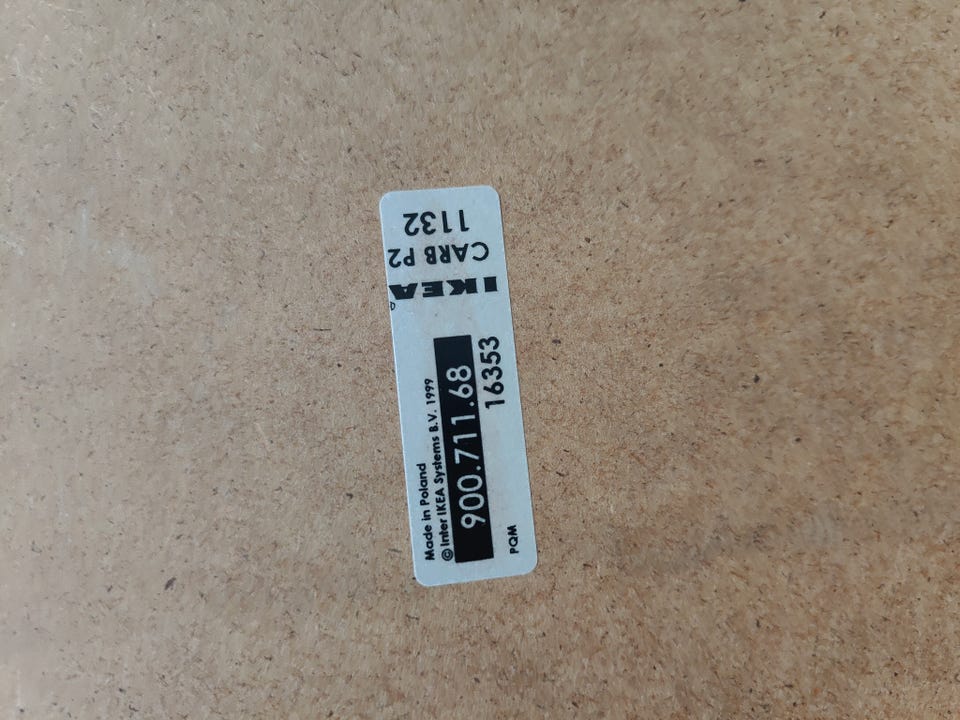 1132
CARB P2
IKEA
Made in Poland
© Inter IKEA Systems B.V. 1999
900.711.68
16353
PQM